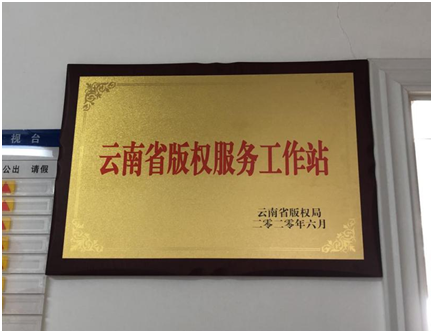 云南省版权服务工作站
云南省版权局
二零二零年六月
视台
公出 请假